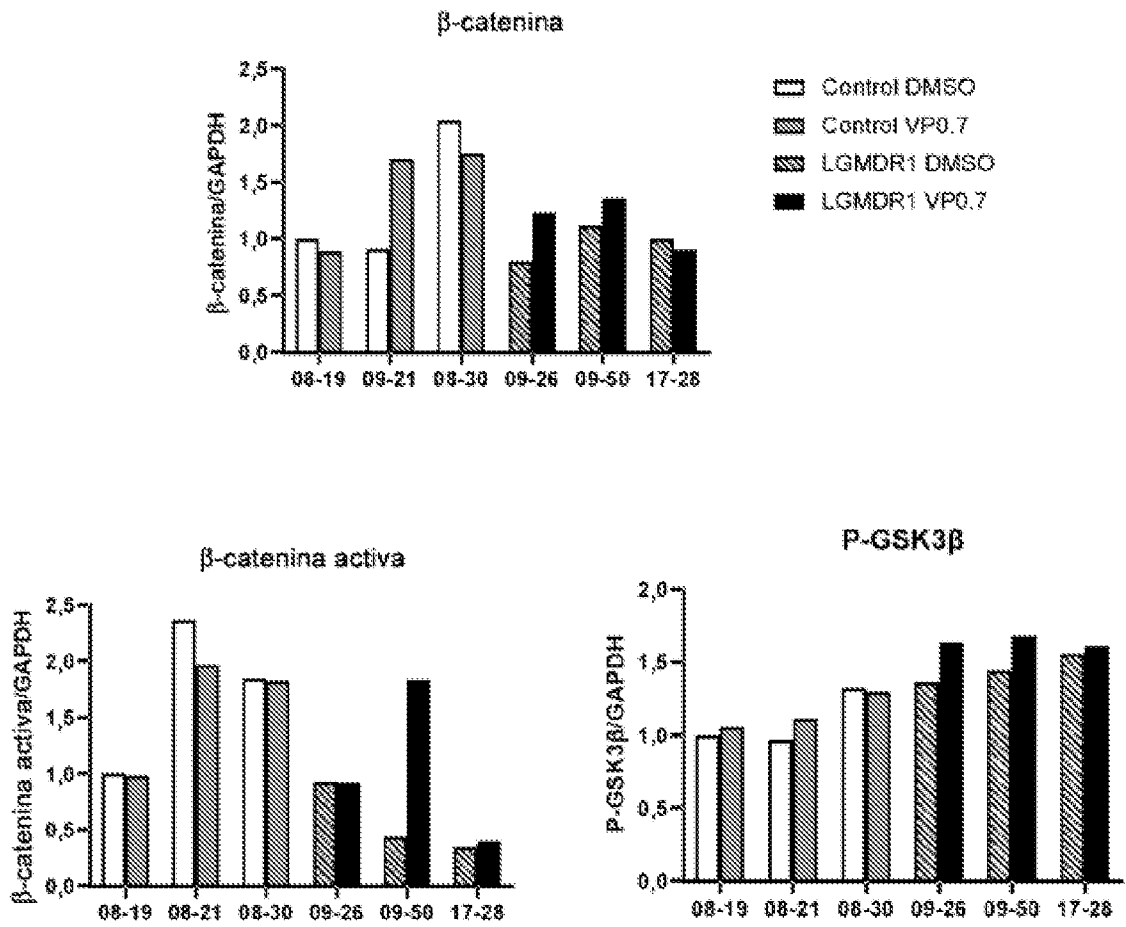 β-catenina
Control DMSO
Control VP0.7
LGMDR1 DMSO
LGMDR1 VP0.7
β-catenina/GAPDH
2,5
2,0
1,5
1,0
0,5
0,0
08-19 09-21 08-30 09-26 09-50 17-28
β-catenina activa
β-catenina activa/GAPDH
2,5
2,0
1,5
1,0
0,5
0,0
08-19 08-21 08-30 09-26 09-50 17-28
P-GSK3β
P-GSK3β/GAPDH
2,0
1,5
1,0
0,5
0,0
08-19 08-21 08-30 09-26 09-50 17-28